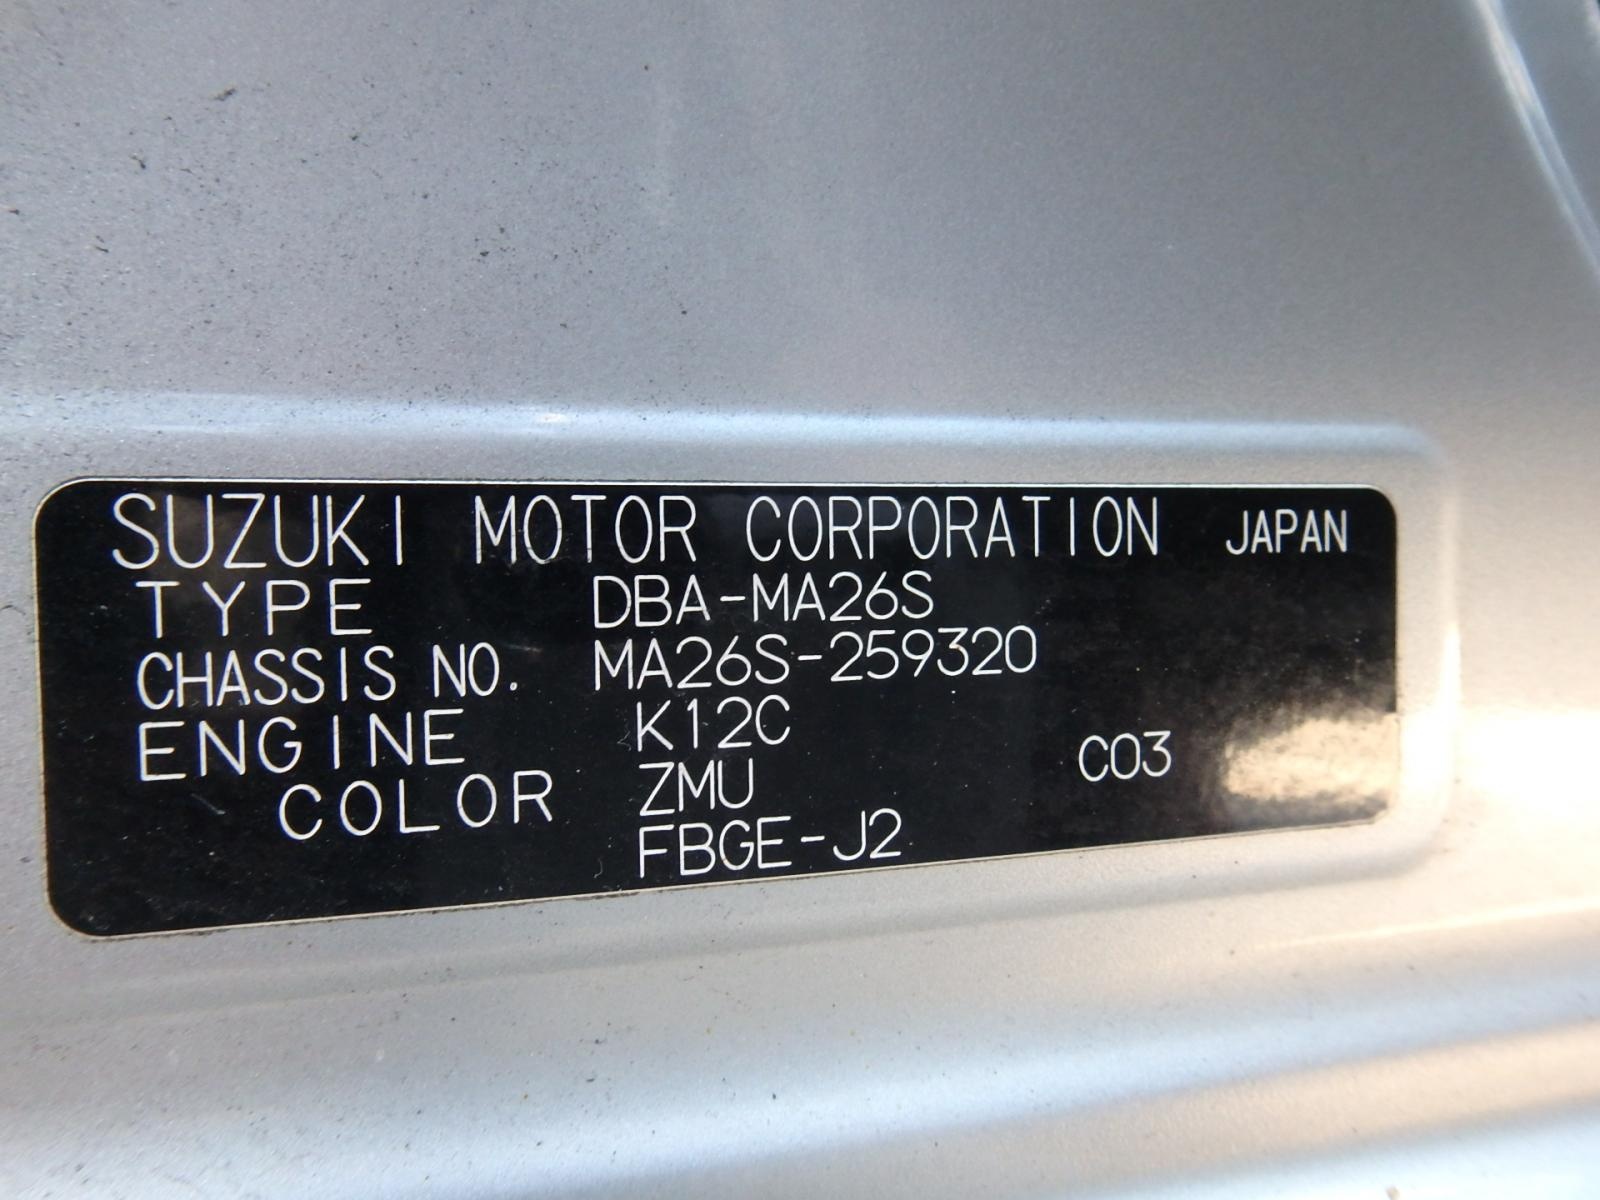 SUZUKI MOTOR CORPORATION JAPAN
TYPE DBA-MA26S
CHASSIS NO. MA26S-259320
ENGINE K12C
COLOR ZMU C03
FBGE-J2